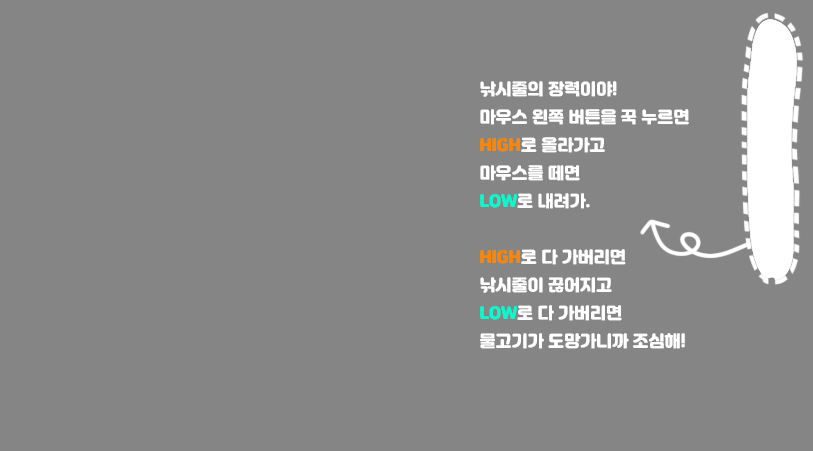 낚시줄의 장력이야!
마우스 왼쪽 버튼을 꾹 누르면
HIGH로 올라가고
마우스를 떼면
LOW로 내려가.
HIGH로 다 가버리면
낚시줄이 끊어지고
LOW로 다 가버리면
물고기가 도망가니까 조심해!